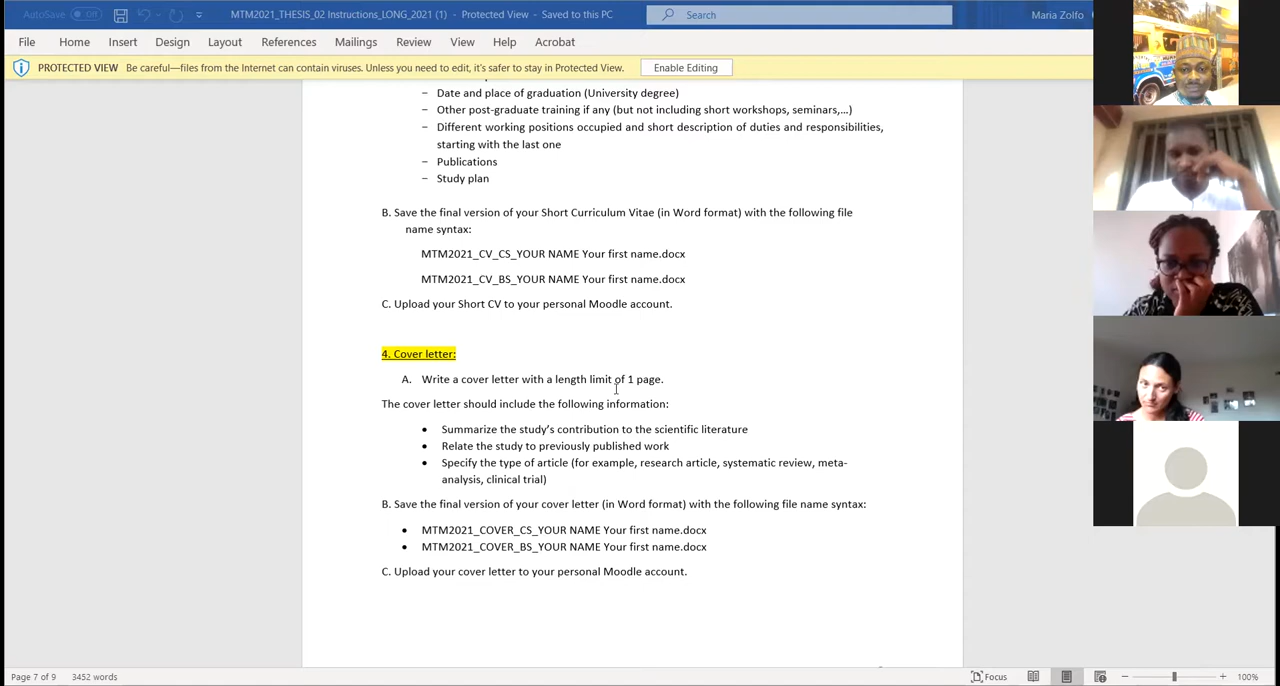 AutoSave Off MTM2021_THESIS_02 Instructions_LONG_2021 (1) - Protected View - Saved to this PC Search Maria Zolfo
File Home Insert Design Layout References Mailings Review View Help Acrobat
PROTECTED VIEW Be careful—files from the Internet can contain viruses. Unless you need to edit, it's safer to stay in Protected View. Enable Editing
– Date and place of graduation (University degree)
– Other post-graduate training if any (but not including short workshops, seminars,…)
– Different working positions occupied and short description of duties and responsibilities,
starting with the last one
– Publications
– Study plan
B. Save the final version of your Short Curriculum Vitae (in Word format) with the following file
name syntax:
MTM2021_CV_CS_YOUR NAME Your first name.docx
MTM2021_CV_BS_YOUR NAME Your first name.docx
C. Upload your Short CV to your personal Moodle account.
4. Cover letter:
A. Write a cover letter with a length limit of 1 page.
The cover letter should include the following information:
• Summarize the study's contribution to the scientific literature
• Relate the study to previously published work
• Specify the type of article (for example, research article, systematic review, meta-
analysis, clinical trial)
B. Save the final version of your cover letter (in Word format) with the following file name syntax:
• MTM2021_COVER_CS_YOUR NAME Your first name.docx
• MTM2021_COVER_BS_YOUR NAME Your first name.docx
C. Upload your cover letter to your personal Moodle account.
Page 7 of 9 3452 words Focus 100%